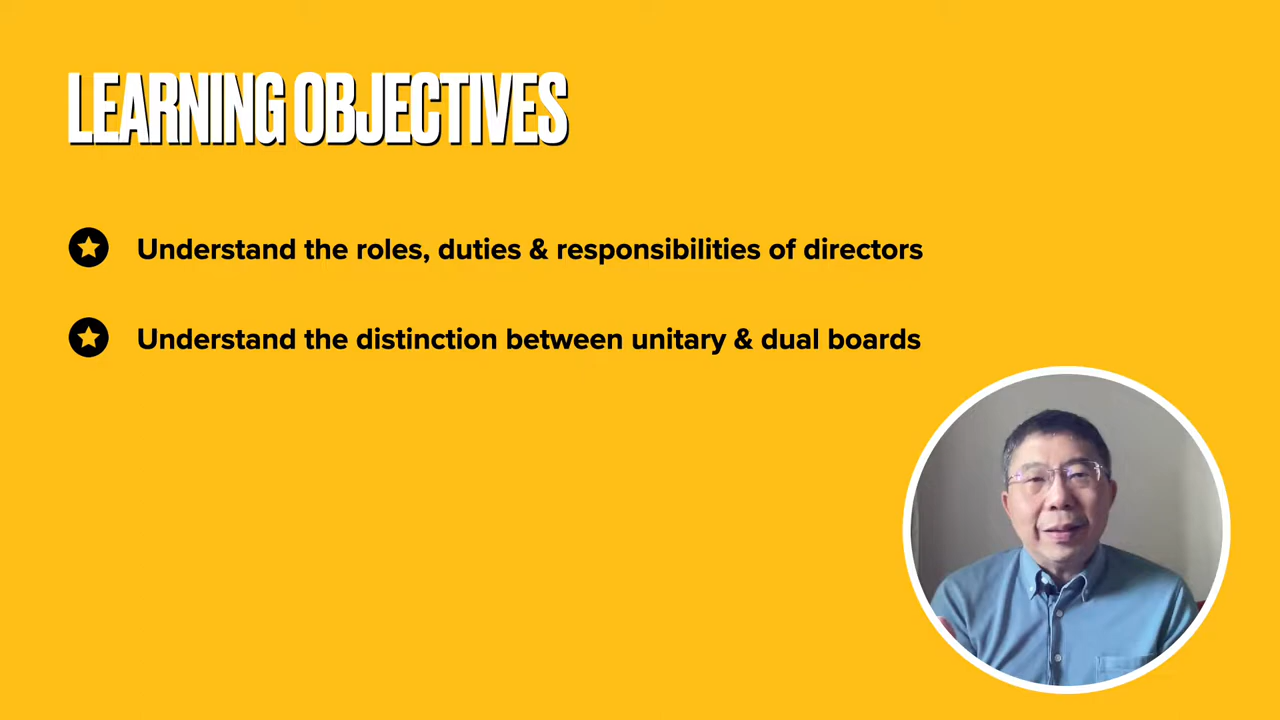 LEARNING OBJECTIVES
Understand the roles, duties & responsibilities of directors
Understand the distinction between unitary & dual boards